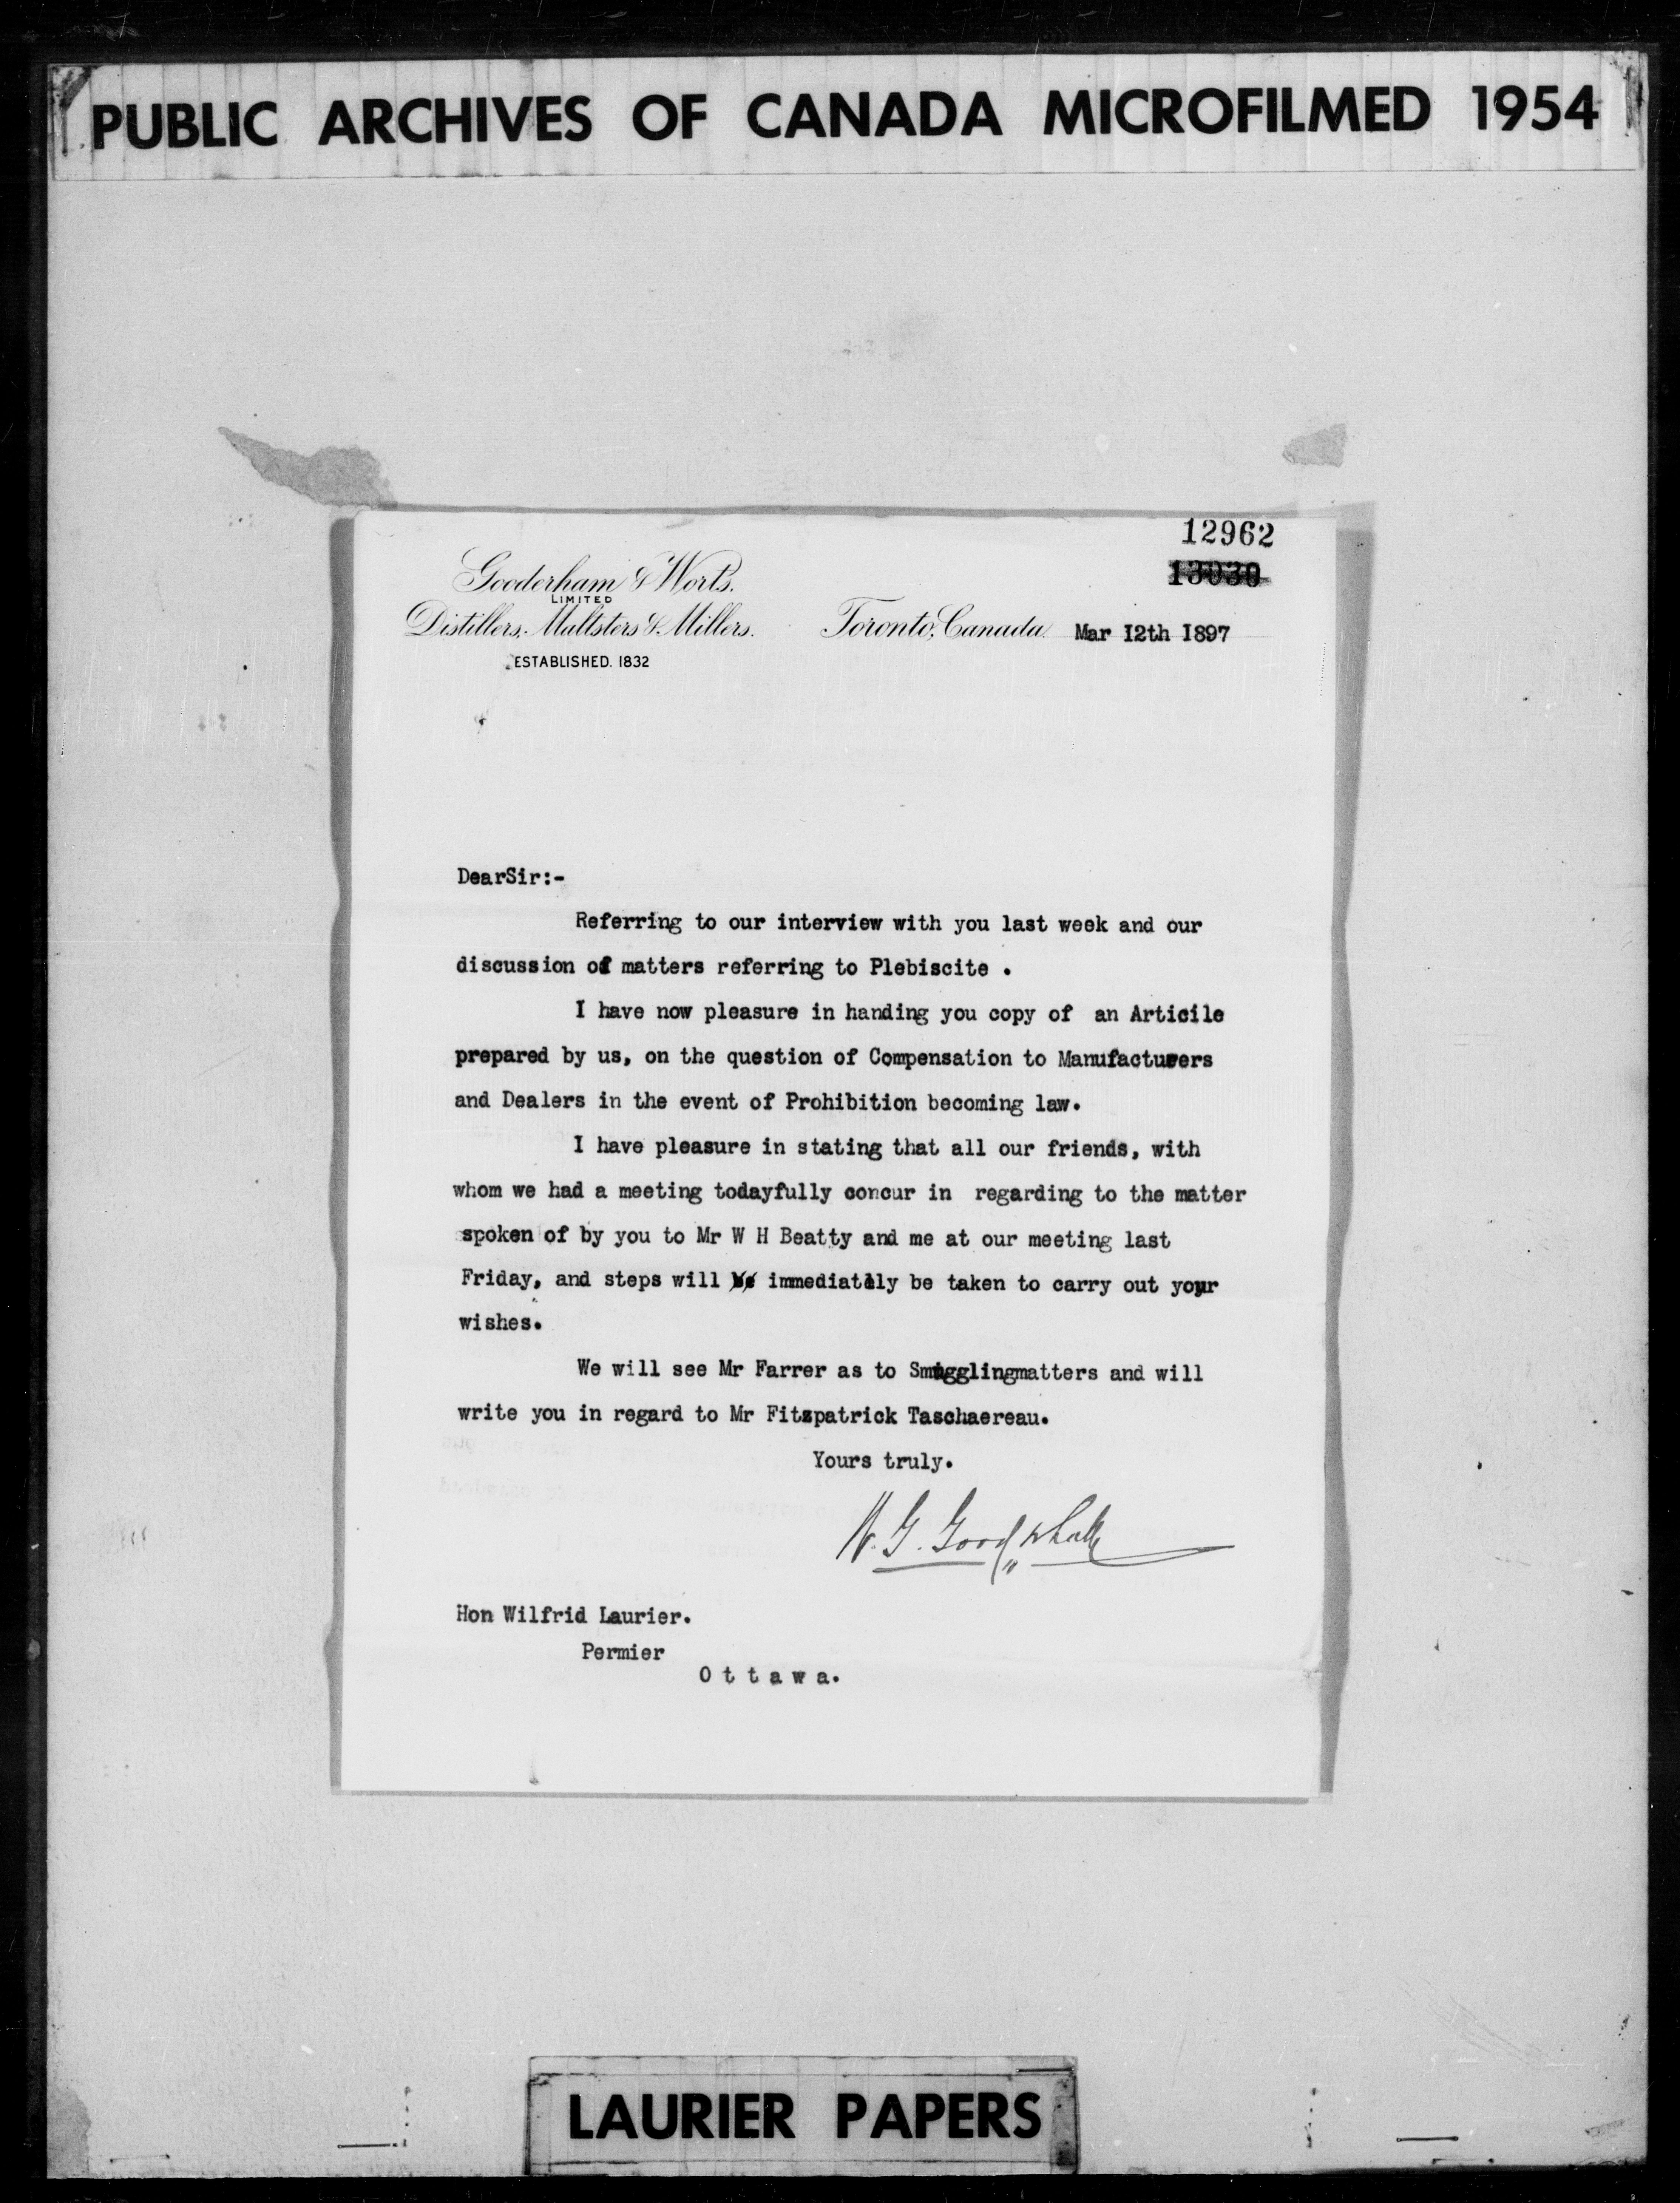 PUBLIC ARCHIVES OF CANADA MICROFILMED 1954
12962
13030
Gooderham & Worts.
LIMITED
Distillers, Maltsters & Millers.
Toronto, Canada Mar I2th I897
ESTABLISHED. 1832
DearSir:-
Referring to our interview with you last week and our
discussion of matters referring to Plebiscite .
I have now pleasure in handing you copy of an Articile
prepared by us, on the question of Compensation to Manufacturers
and Dealers in the event of Prohibition becoming law.
I have pleasure in stating that all our friends, with
whom we had a meeting todayfully concur in regarding to the matter
spoken of by you to Mr W H Beatty and me at our meeting last
Friday, and steps will be immediatlly be taken to carry out your
wishes.
We will see Mr Farrer as to Smugglingmatters and will
write you in regard to Mr Fitzpatrick Taschaereau.
Yours truly.
Hon Wilfrid Laurier.
Permier
O t t a w a.
LAURIER PAPERS